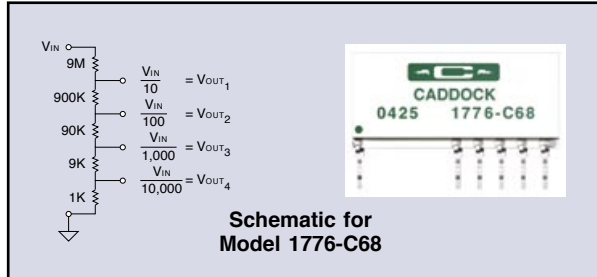 VIN
9M
VIN
10
= VOUT1
900K
VIN
100
= VOUT2
90K
VIN
1,000
= VOUT3
9K
VIN
10,000
= VOUT4
1K
C
CADDOCK
0425 1776-C68
Schematic for
Model 1776-C68